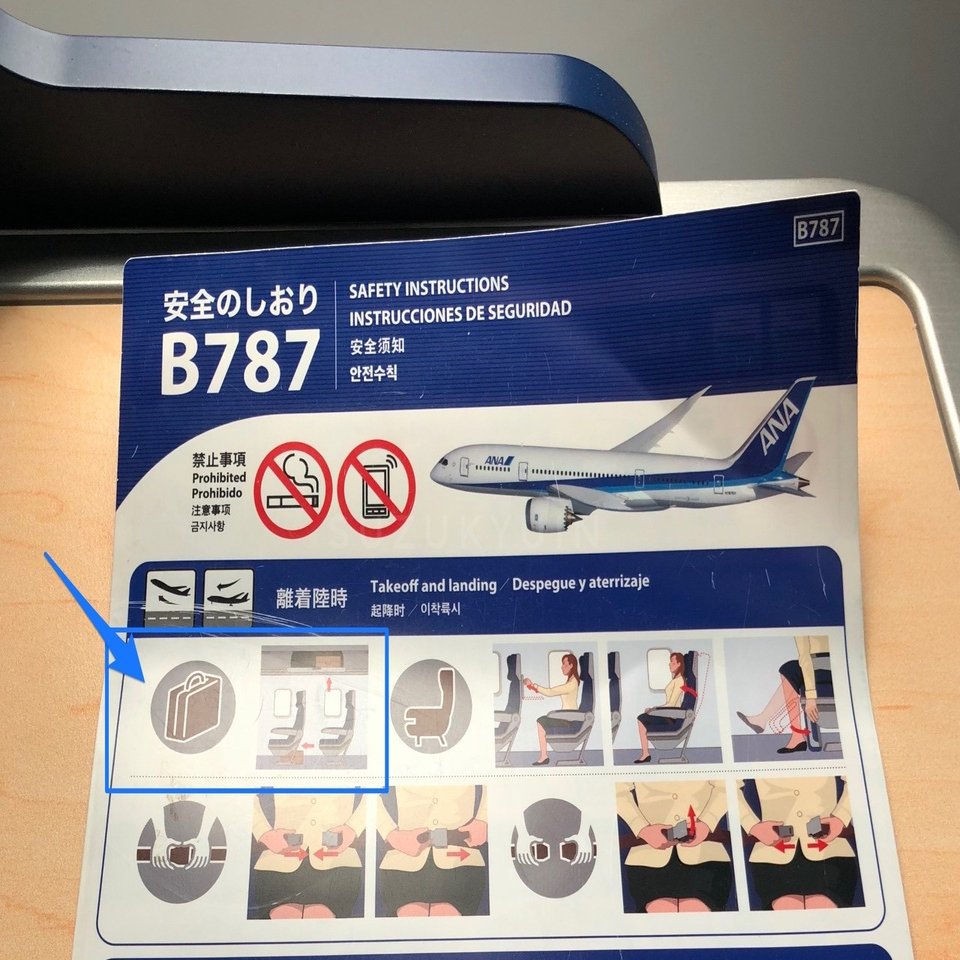 B787
安全のしおり
B787
SAFETY INSTRUCTIONS
INSTRUCCIONES DE SEGURIDAD
安全须知
안전수칙
禁止事項
Prohibited
Prohibido
注意事项
금지사항
ANA
ANA
SUZUKYUIN
離着陸時
Takeoff and landing / Despegue y aterrizaje
起降时 / 이착륙시